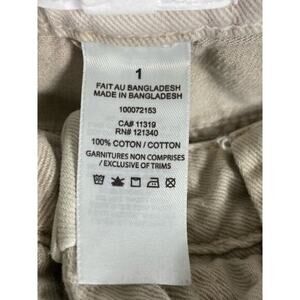 1
FAIT AU BANGLADESH
MADE IN BANGLADESH
100072153
CA# 11319
RN# 121340
100% COTON / COTTON
GARNITURES NON COMPRISES
/ EXCLUSIVE OF TRIMS